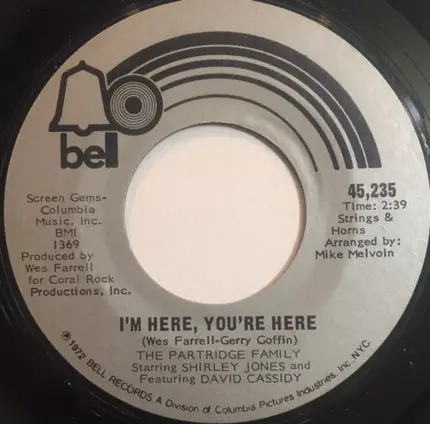 bell
Screen Gems-
Columbia
Music, Inc.
BMI
1369
Produced by
Wes Farrell
for Coral Rock
Productions, Inc.
45,235
Time: 2:39
Strings &
Horns
Arranged by:
Mike Melvoin
I'M HERE, YOU'RE HERE
(Wes Farrell-Gerry Goffin)
THE PARTRIDGE FAMILY
Starring SHIRLEY JONES and
Featuring DAVID CASSIDY
℗ 1972 BELL RECORDS A Division of Columbia Pictures Industries, Inc. NYC